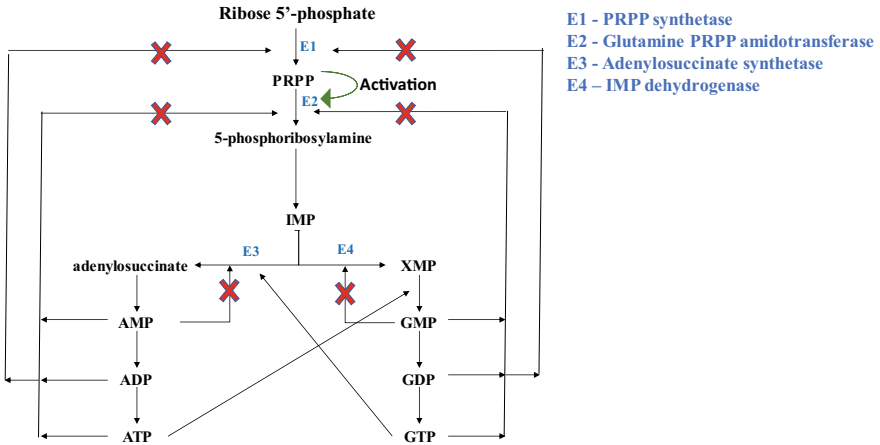 Ribose 5'-phosphate
E1
PRPP
Activation
E2
5-phosphoribosylamine
IMP
E3
E4
adenylosuccinate
XMP
AMP
GMP
ADP
GDP
ATP
GTP
E1 - PRPP synthetase
E2 - Glutamine PRPP amidotransferase
E3 - Adenylosuccinate synthetase
E4 – IMP dehydrogenase